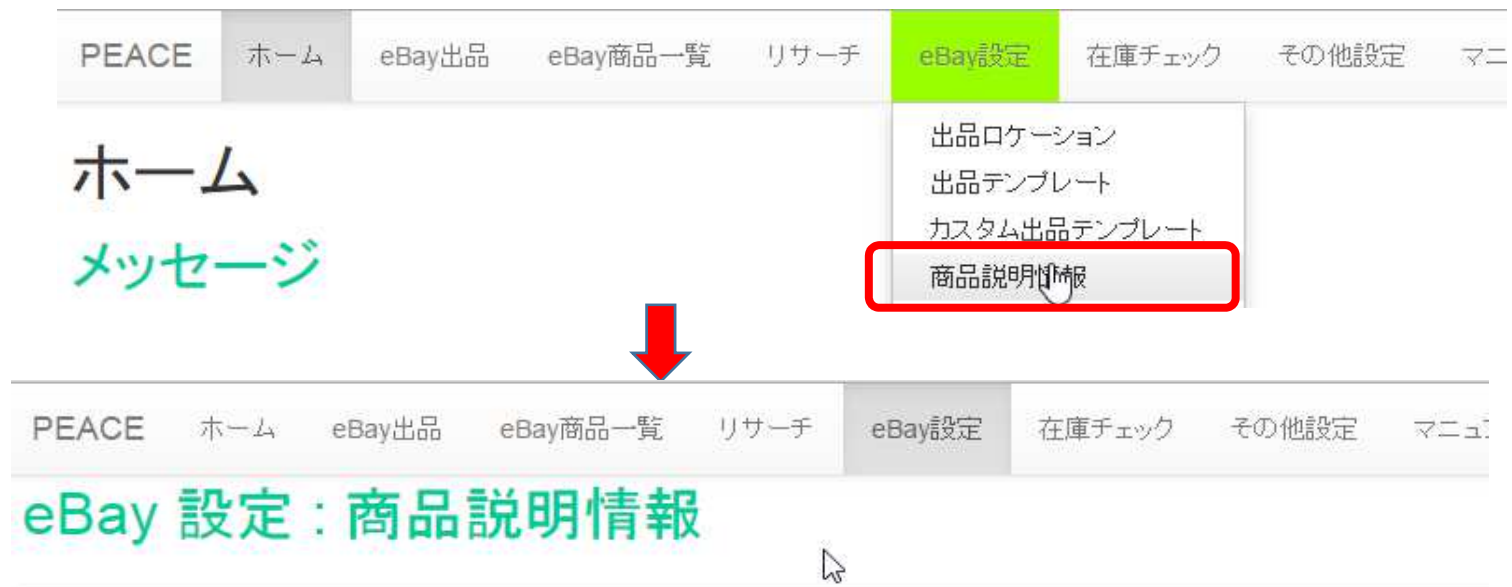 PEACE ホーム eBay出品 eBay商品一覧 リサーチ eBay設定 在庫チェック その他設定 マニ
出品ロケーション
ホーム
出品テンプレート
カスタム出品テンプレート
メッセージ
商品説明情報
PEACE ホーム eBay出品 eBay商品一覧 リサーチ eBay設定 在庫チェック その他設定 マニュ
eBay 設定 : 商品説明情報